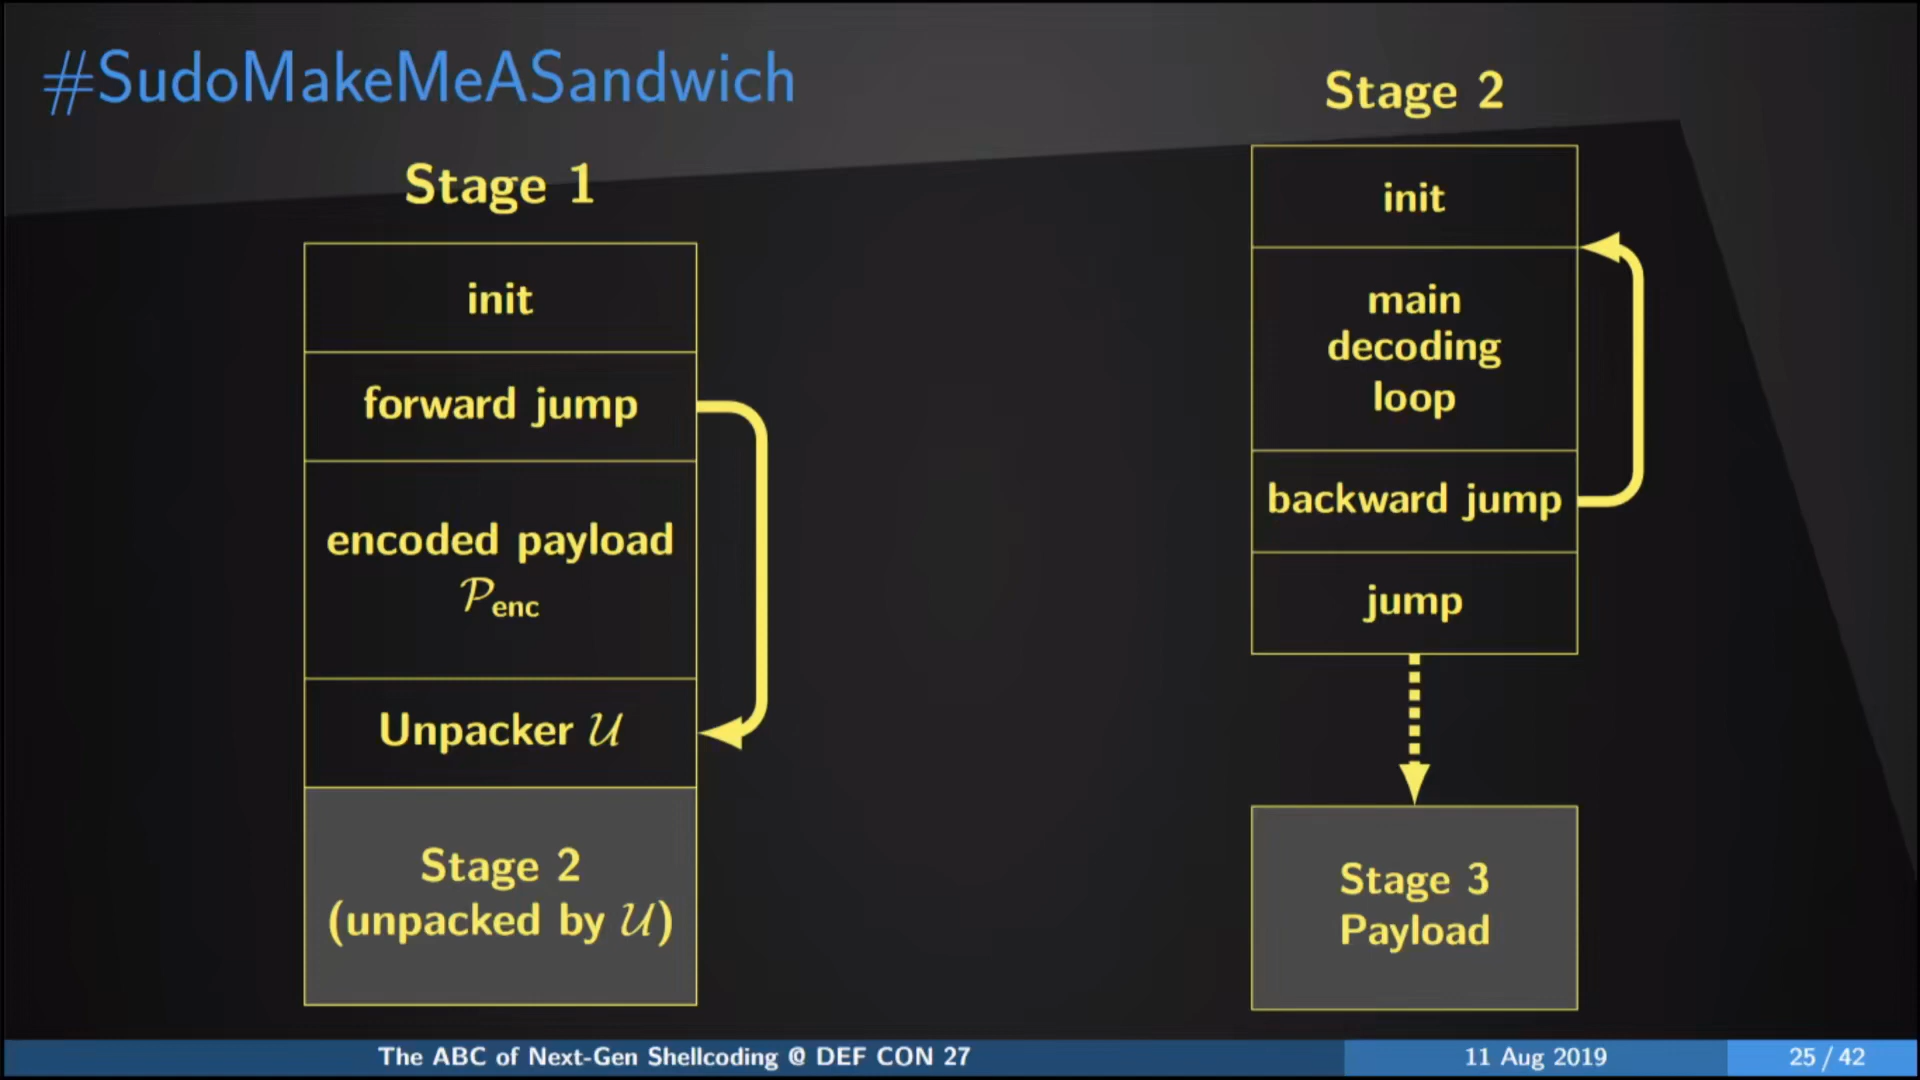 #SudoMakeMeASandwich
Stage 1
init
forward jump
encoded payload
𝒫enc
Unpacker 𝒰
Stage 2
(unpacked by 𝒰)
Stage 2
init
main
decoding
loop
backward jump
jump
Stage 3
Payload
The ABC of Next-Gen Shellcoding @ DEF CON 27
11 Aug 2019
25 / 42